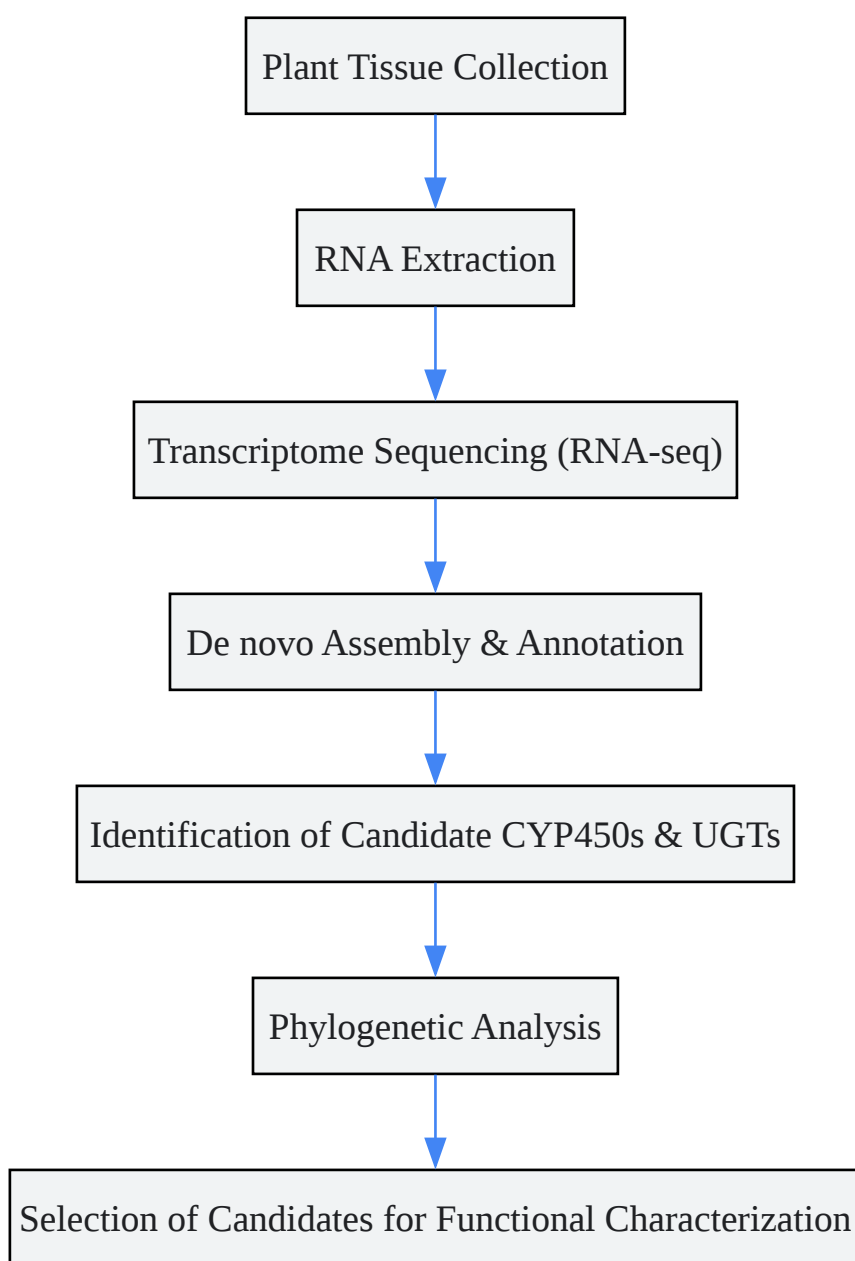 Plant Tissue Collection
RNA Extraction
Transcriptome Sequencing (RNA-seq)
De novo Assembly & Annotation
Identification of Candidate CYP450s & UGTs
Phylogenetic Analysis
Selection of Candidates for Functional Characterization